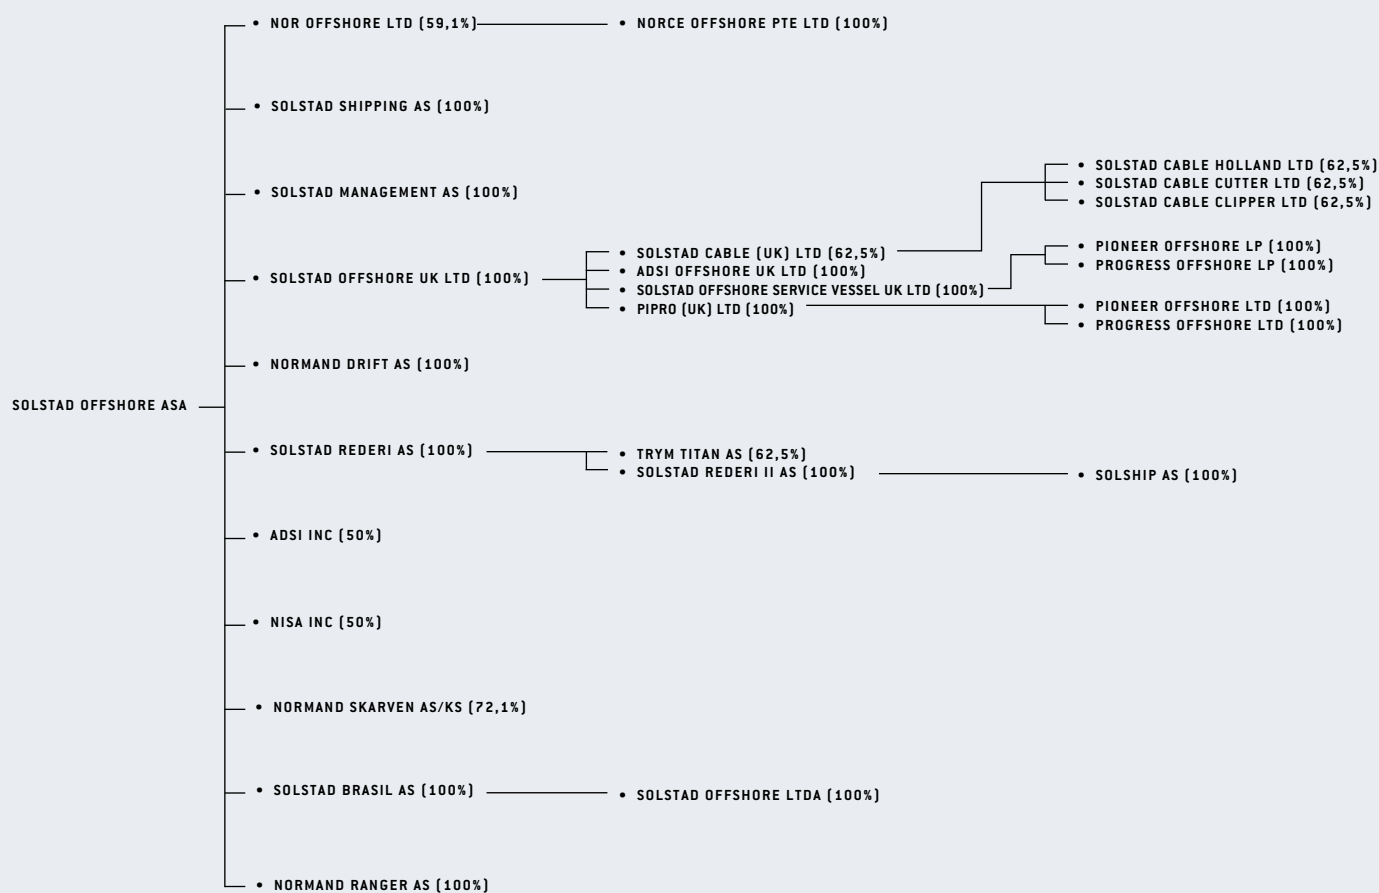 • NOR OFFSHORE LTD (59,1%)
• NORCE OFFSHORE PTE LTD (100%)
• SOLSTAD SHIPPING AS (100%)
• SOLSTAD CABLE HOLLAND LTD (62,5%)
• SOLSTAD CABLE CUTTER LTD (62,5%)
• SOLSTAD CABLE CLIPPER LTD (62,5%)
• SOLSTAD MANAGEMENT AS (100%)
• PIONEER OFFSHORE LP (100%)
• PROGRESS OFFSHORE LP (100%)
• SOLSTAD CABLE (UK) LTD (62,5%)
• ADSI OFFSHORE UK LTD (100%)
• SOLSTAD OFFSHORE UK LTD (100%)
• SOLSTAD OFFSHORE SERVICE VESSEL UK LTD (100%)
• PIPRO (UK) LTD (100%)
• PIONEER OFFSHORE LTD (100%)
• PROGRESS OFFSHORE LTD (100%)
• NORMAND DRIFT AS (100%)
SOLSTAD OFFSHORE ASA
• SOLSTAD REDERI AS (100%)
• TRYM TITAN AS (62,5%)
• SOLSTAD REDERI II AS (100%)
• SOLSHIP AS (100%)
• ADSI INC (50%)
• NISA INC (50%)
• NORMAND SKARVEN AS/KS (72,1%)
• SOLSTAD BRASIL AS (100%)
• SOLSTAD OFFSHORE LTDA (100%)
• NORMAND RANGER AS (100%)